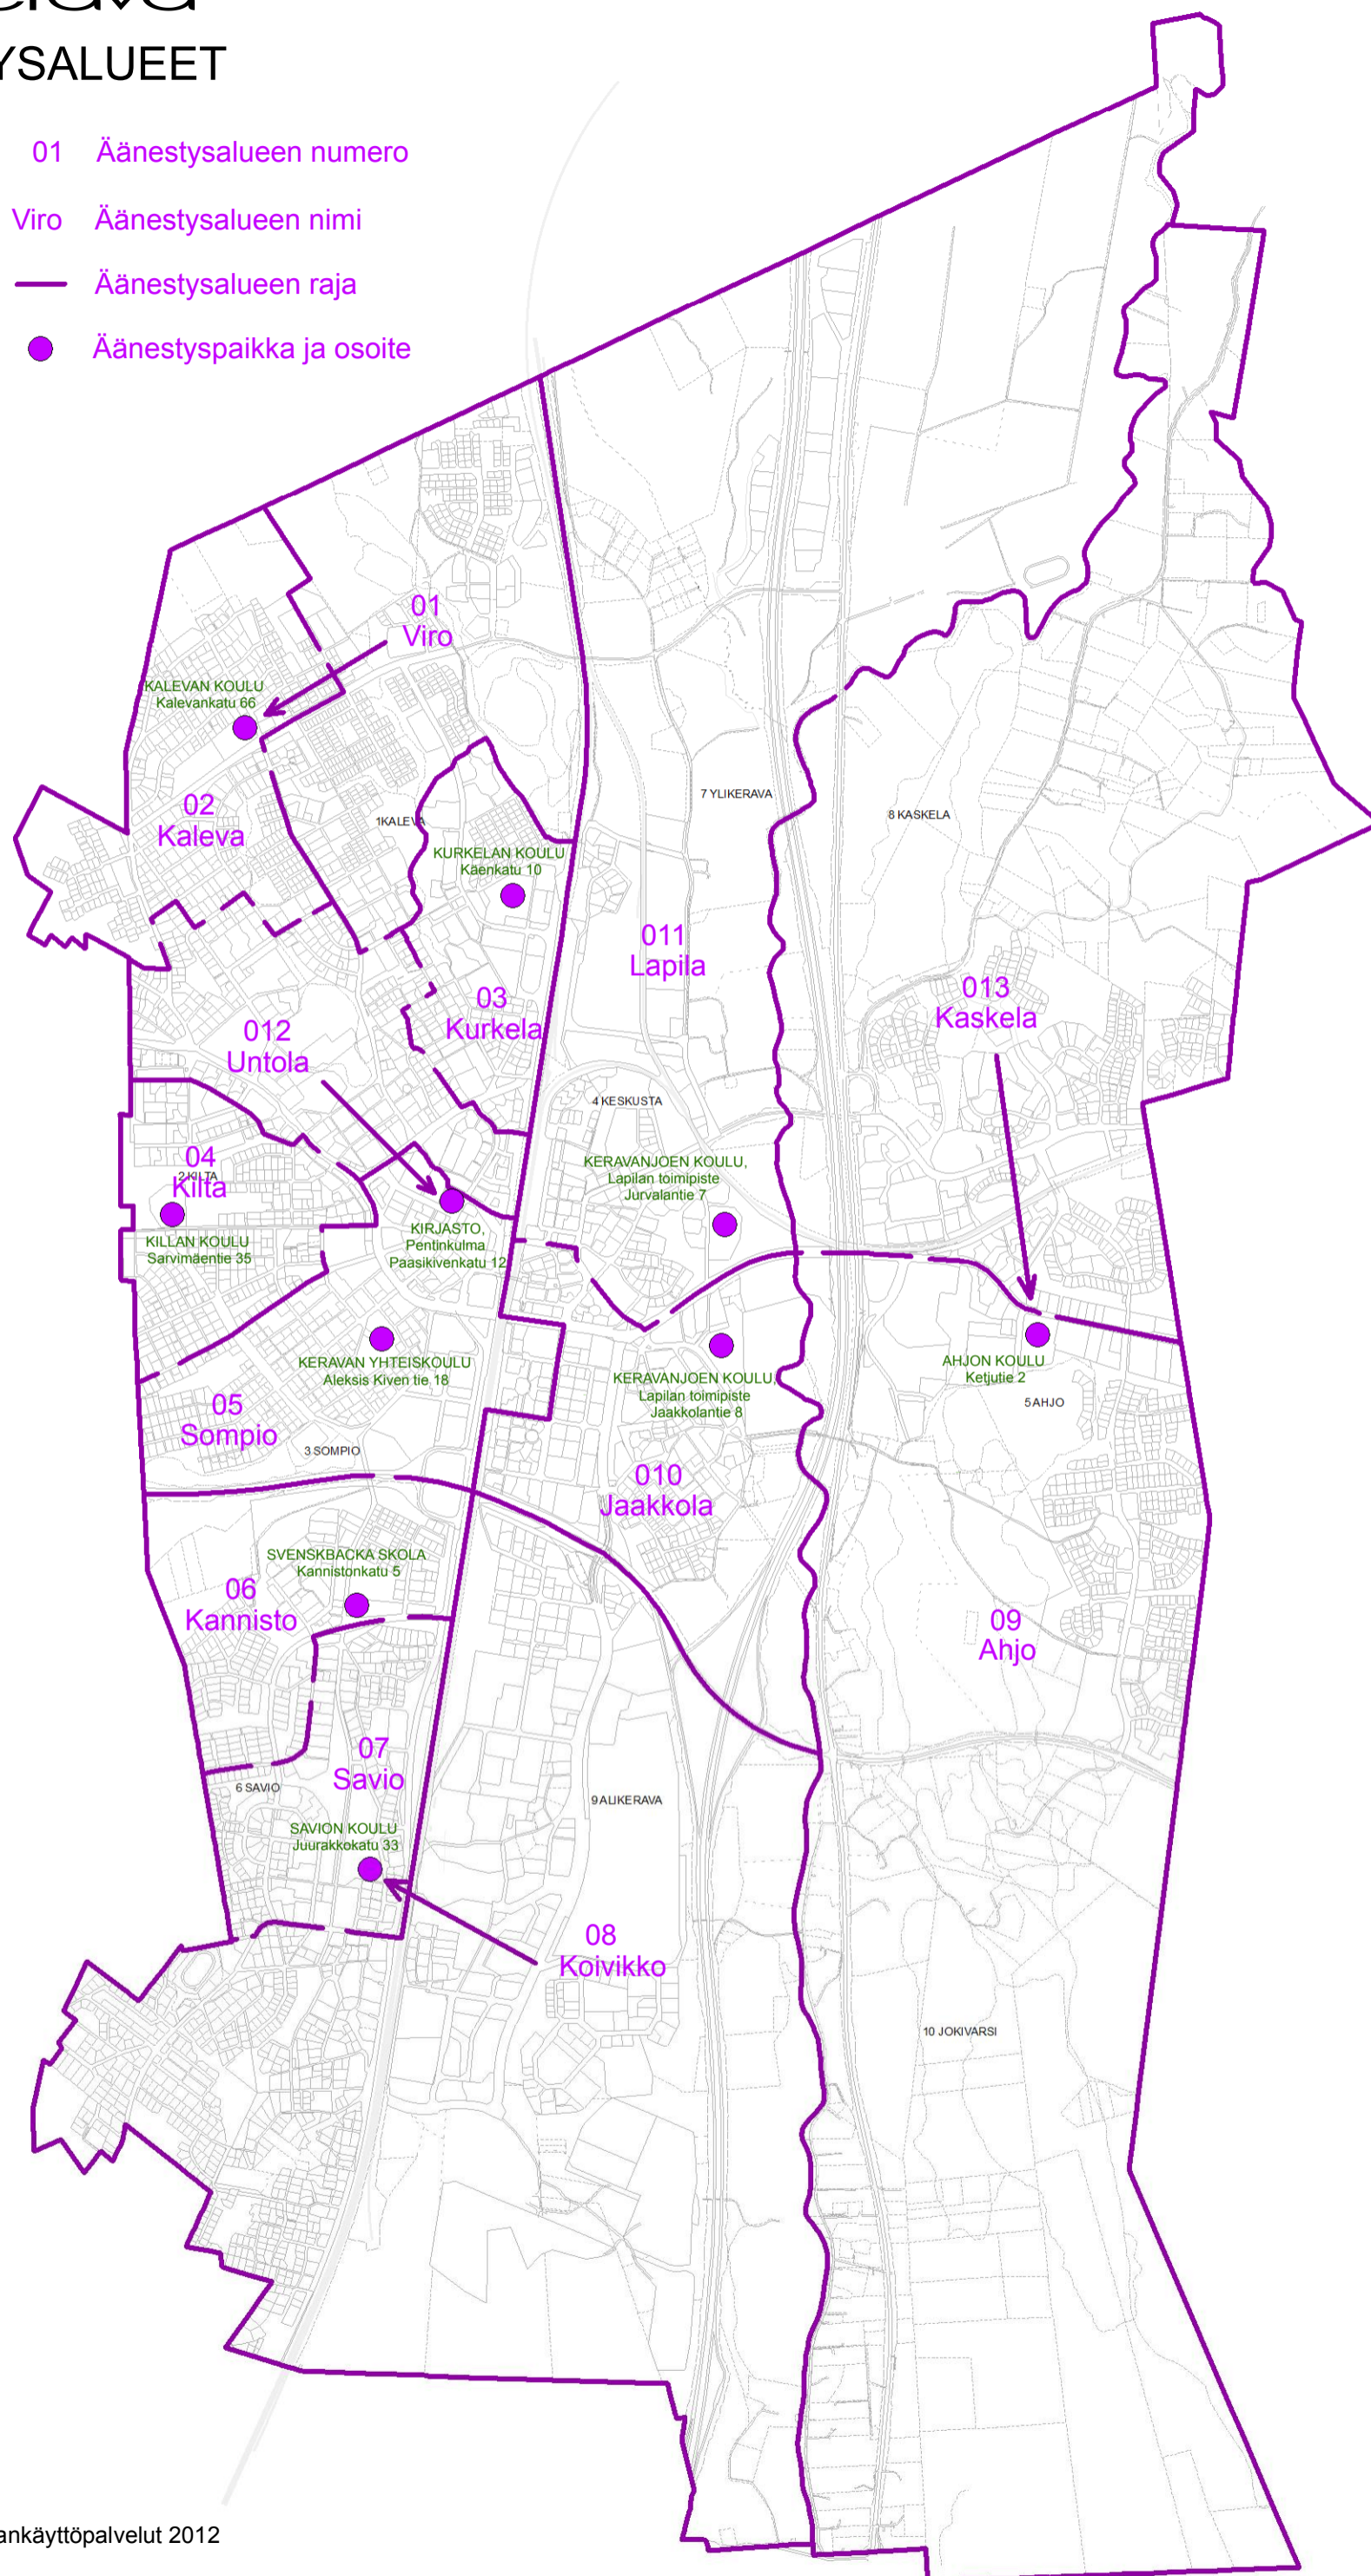 YSALUEET
01 Äänestysalueen numero
Viro Äänestysalueen nimi
Äänestysalueen raja
Äänestyspaikka ja osoite
01
Viro
KALEVAN KOULU
Kalevankatu 66
02
Kaleva
1KALEVA
KURKELAN KOULU
Käenkatu 10
7 YLIKERAVA
8 KASKELA
011
Lapila
03
Kurkela
013
Kaskela
012
Untola
4 KESKUSTA
04
2 KILTA
Kilta
KILLAN KOULU
Sarvimäentie 35
KIRJASTO,
Pentinkulma
Paasikivenkatu 12
KERAVANJOEN KOULU,
Lapilan toimipiste
Jurvalantie 7
KERAVAN YHTEISKOULU
Aleksis Kiven tie 18
KERAVANJOEN KOULU,
Lapilan toimipiste
Jaakkolantie 8
AHJON KOULU
Ketjutie 2
5 AHJO
05
Sompio
3 SOMPIO
010
Jaakkola
SVENSKBACKA SKOLA
Kannistonkatu 5
06
Kannisto
09
Ahjo
07
Savio
6 SAVIO
9 ALIKERAVA
SAVION KOULU
Juurakkokatu 33
08
Koivikko
10 JOKIVARSI
ankäyttöpalvelut 2012